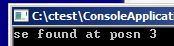 C:\ctest\ConsoleApplicati
se found at posn 3